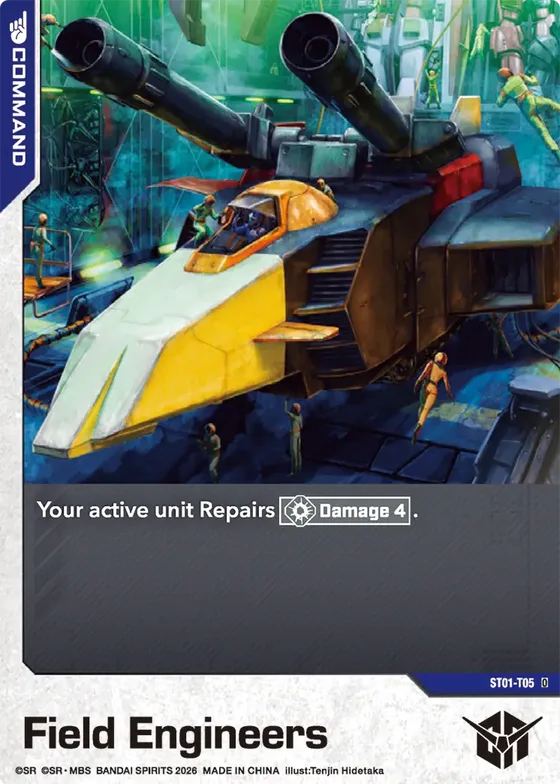 COMMAND
Your active unit Repairs Damage 4.
ST01-T05 0
Field Engineers
©SR ©SR・MBS BANDAI SPIRITS 2026 MADE IN CHINA illust:Tenjin Hidetaka